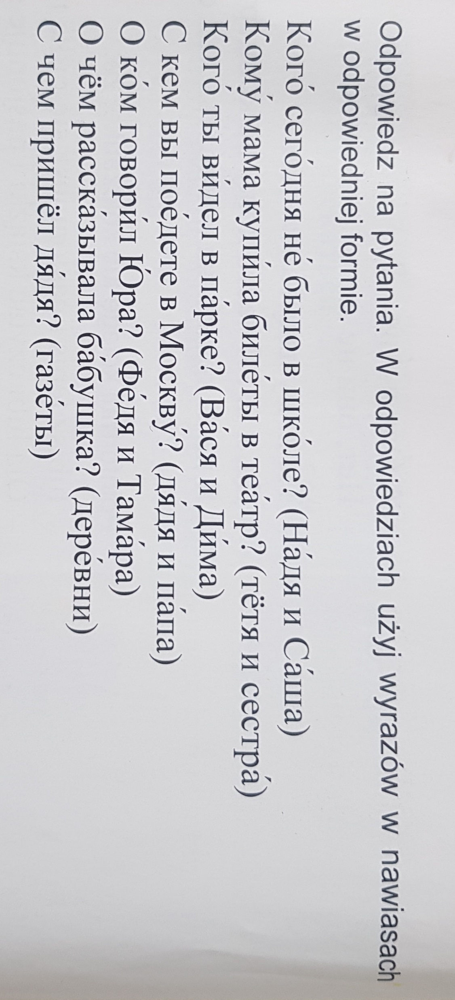 Odpowiedz na pytania. W odpowiedziach użyj wyrazów w nawiasach
w odpowiedniej formie.
Кого́ сего́дня не́ было в шко́ле? (На́дя и Са́ша)
Кому́ мама купи́ла биле́ты в теа́тр? (тётя и сестра́)
Кого́ ты ви́дел в па́рке? (Ва́ся и Ди́ма)
С кем вы пое́дете в Москву́? (дя́дя и па́па)
О ко́м говори́л Ю́ра? (Фе́дя и Тама́ра)
О чём расска́зывала ба́бушка? (дере́вни)
С чем пришёл дя́дя? (газе́ты)